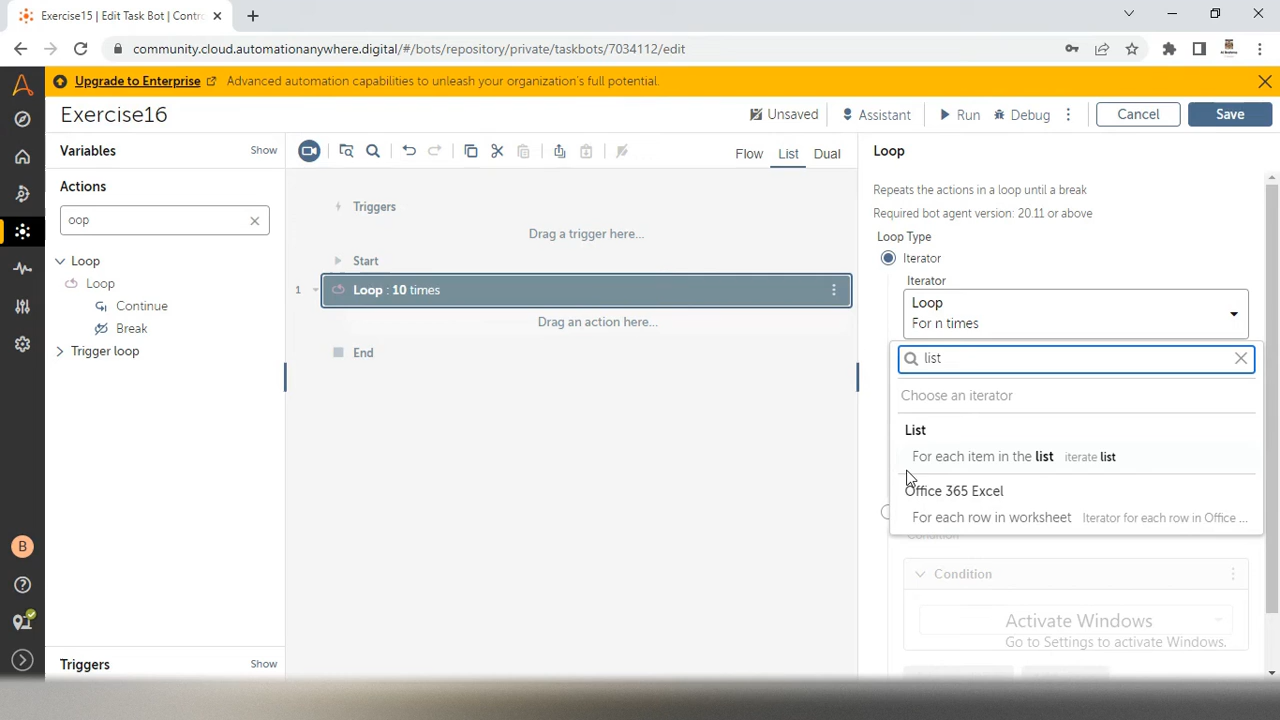 Exercise15 | Edit Task Bot | Contro
community.cloud.automationanywhere.digital/#/bots/repository/private/taskbots/7034112/edit
Upgrade to Enterprise Advanced automation capabilities to unleash your organization's full potential.
Exercise16
Unsaved Assistant Run Debug Cancel Save
Variables Show
Flow List Dual
Loop
Actions
Repeats the actions in a loop until a break
oop
Triggers
Required bot agent version: 20.11 or above
Drag a trigger here...
Loop Type
Loop
Start
Iterator
Loop
1 Loop : 10 times
Iterator
Continue
Loop
Break
Drag an action here...
For n times
Trigger loop
End
list
Choose an iterator
List
For each item in the list iterate list
Office 365 Excel
For each row in worksheet Iterator for each row in Office ...
Condition
B
Condition
Activate Windows
Go to Settings to activate Windows.
Triggers Show